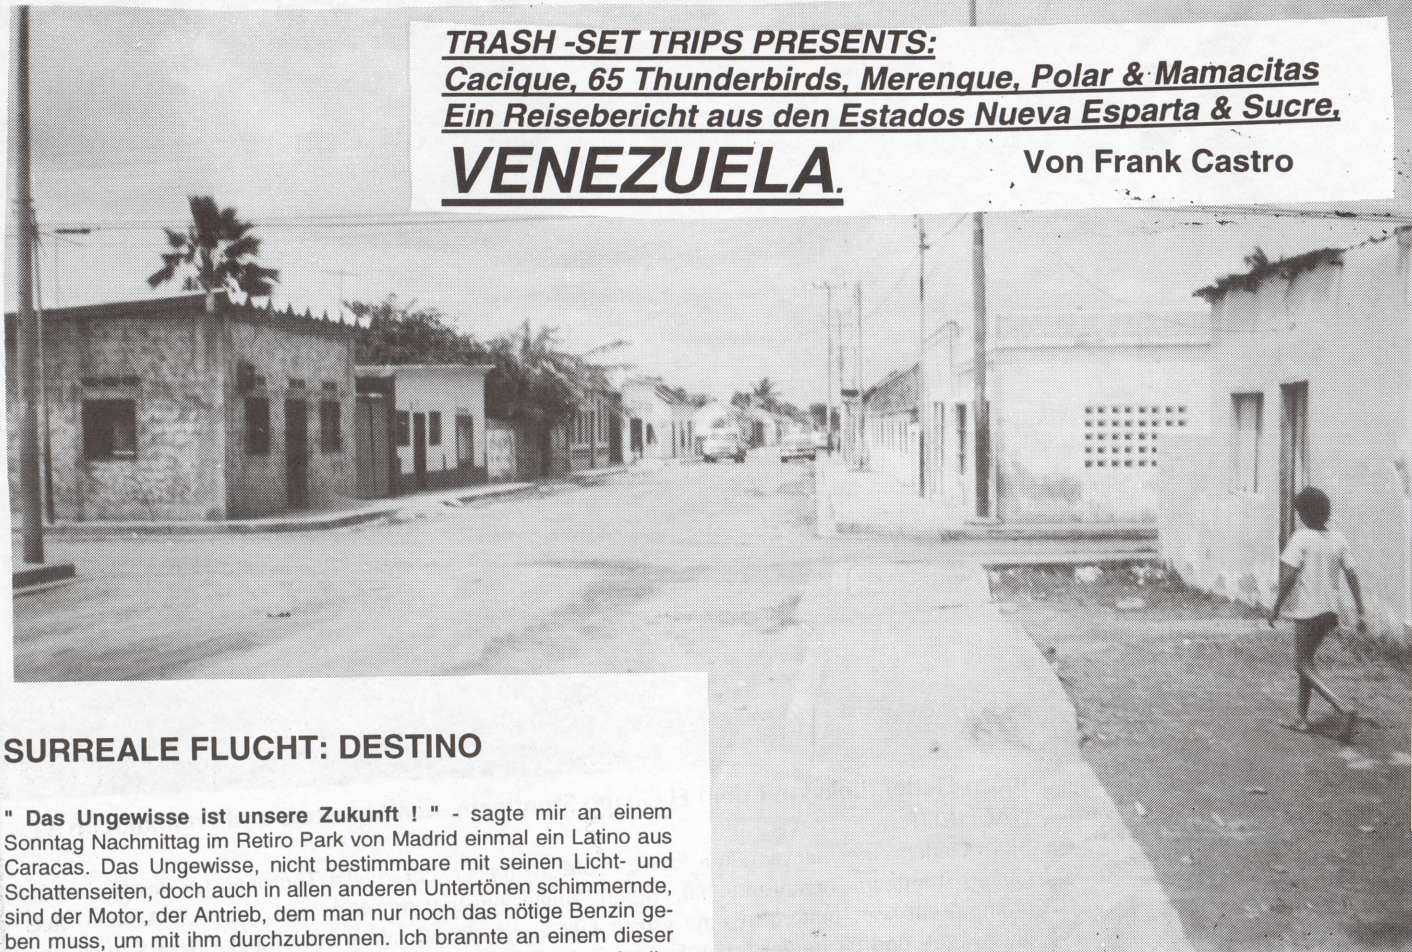 TRASH -SET TRIPS PRESENTS:
Cacique, 65 Thunderbirds, Merengue, Polar & Mamacitas
Ein Reisebericht aus den Estados Nueva Esparta & Sucre,
VENEZUELA.
Von Frank Castro
SURREALE FLUCHT: DESTINO
" Das Ungewisse ist unsere Zukunft ! " - sagte mir an einem
Sonntag Nachmittag im Retiro Park von Madrid einmal ein Latino aus
Caracas. Das Ungewisse, nicht bestimmbare mit seinen Licht- und
Schattenseiten, doch auch in allen anderen Untertönen schimmernde,
sind der Motor, der Antrieb, dem man nur noch das nötige Benzin ge-
ben muss, um mit ihm durchzubrennen. Ich brannte an einem dieser